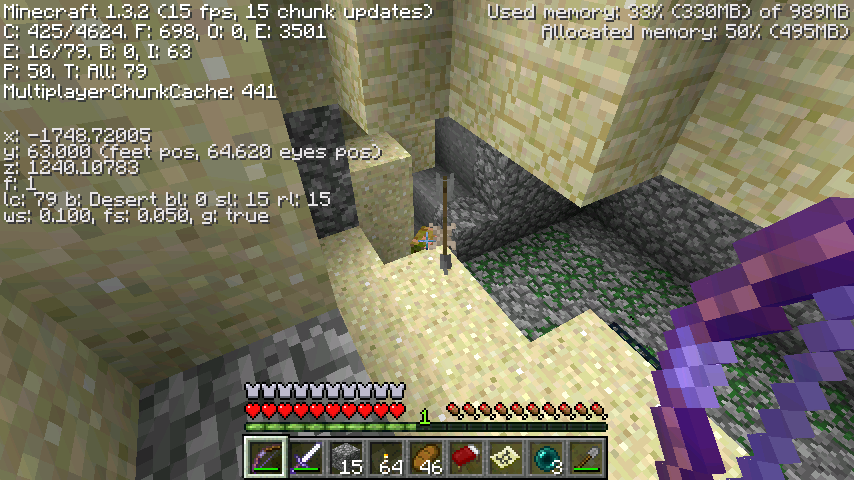 Minecraft 1.3.2 (15 fps, 15 chunk updates)
C: 425/4624, F: 698, O: 0, E: 3501
E: 16/79, B: 0, I: 63
P: 50, T: All: 79
MultiplayerChunkCache: 441
x: -1748.72005
y: 63.000 (feet pos, 64.620 eyes pos)
z: 1240.10783
f: 1
lc: 79 b: Desert bl: 0 sl: 15 rl: 15
ws: 0.100, fs: 0.050, g: true
Used memory: 33% (330MB) of 989MB
Allocated memory: 50% (495MB)
1
15 64 46 3